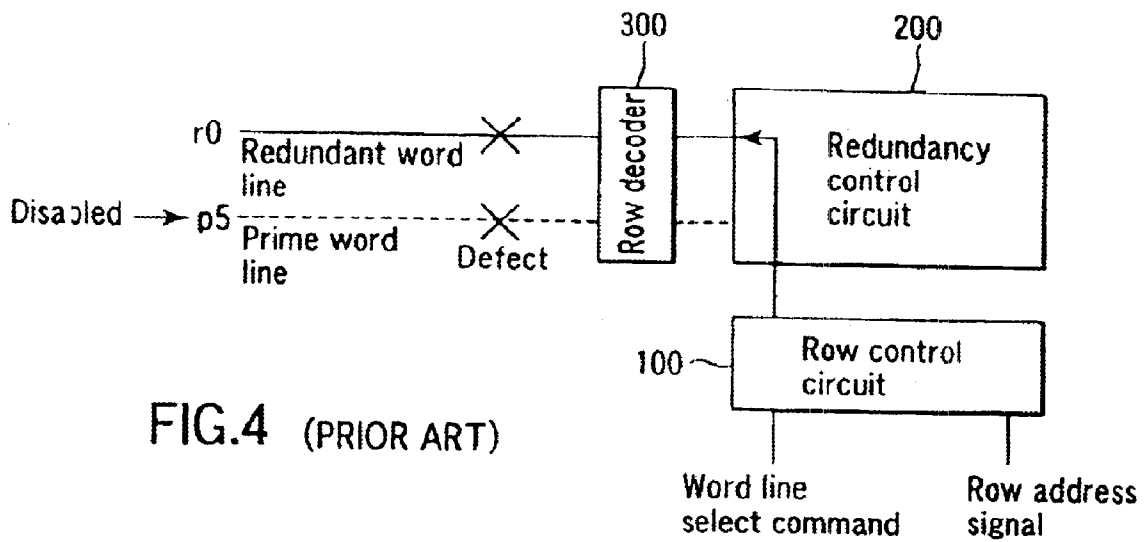 300
200
r0
Redundant word
line
Row decoder
Redundancy
control
circuit
Disabled
p5
Prime word
line
Defect
100
Row control
circuit
FIG.4 (PRIOR ART)
Word line
select command
Row address
signal